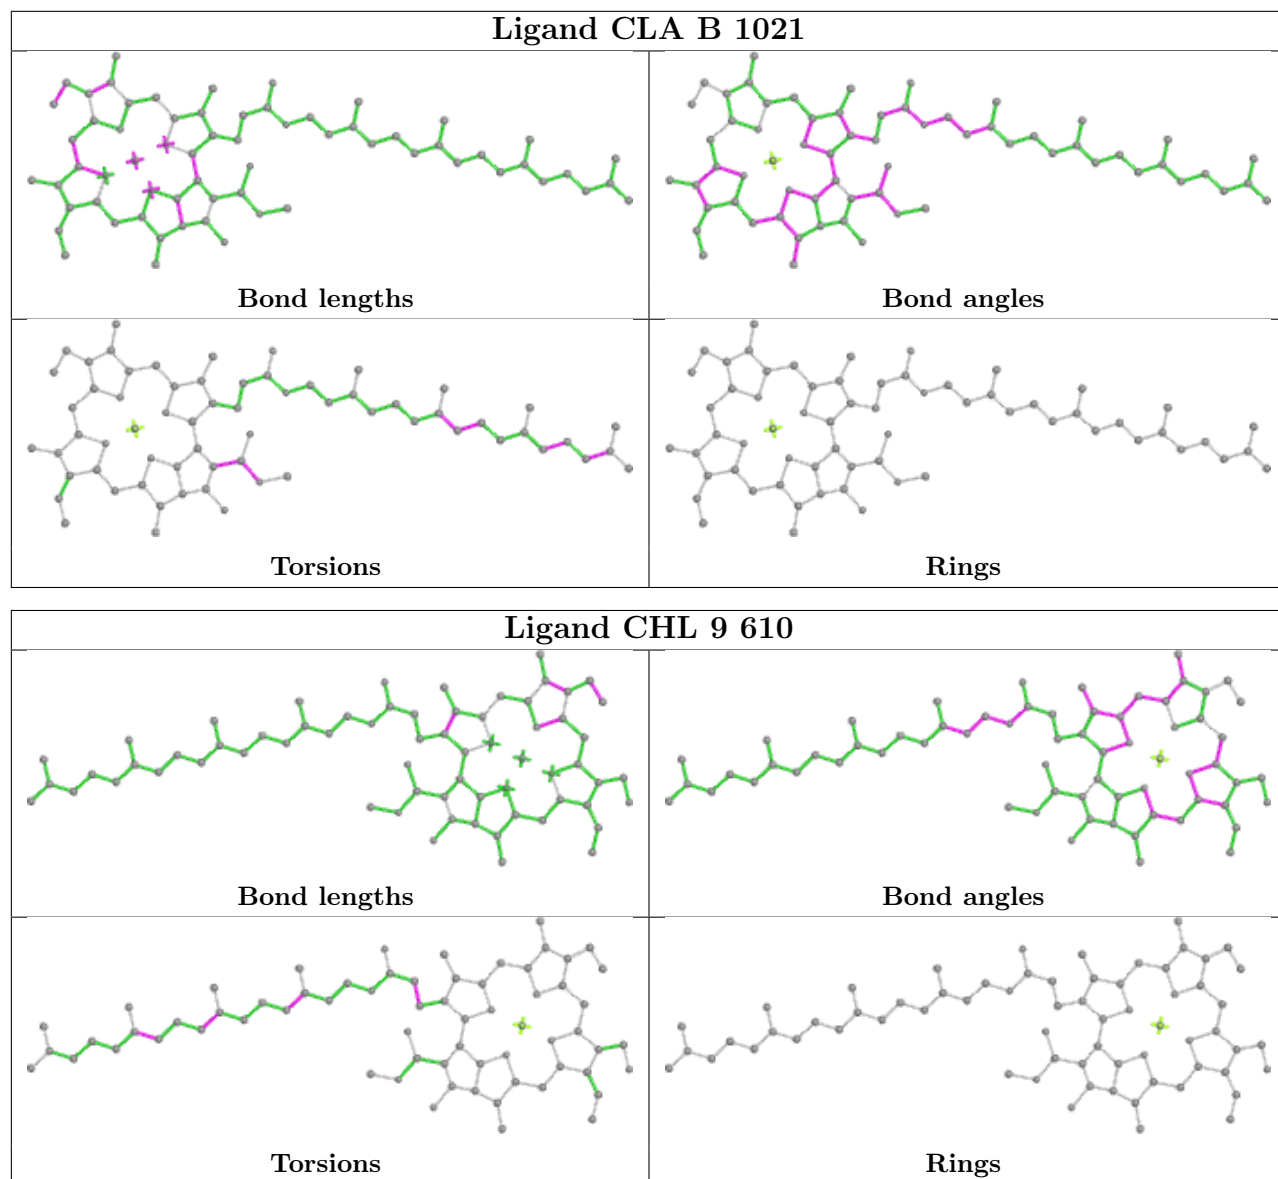 Ligand CLA B 1021
Bond lengths
Bond angles
Torsions
Rings
Ligand CHL 9 610
Bond lengths
Bond angles
Torsions
Rings